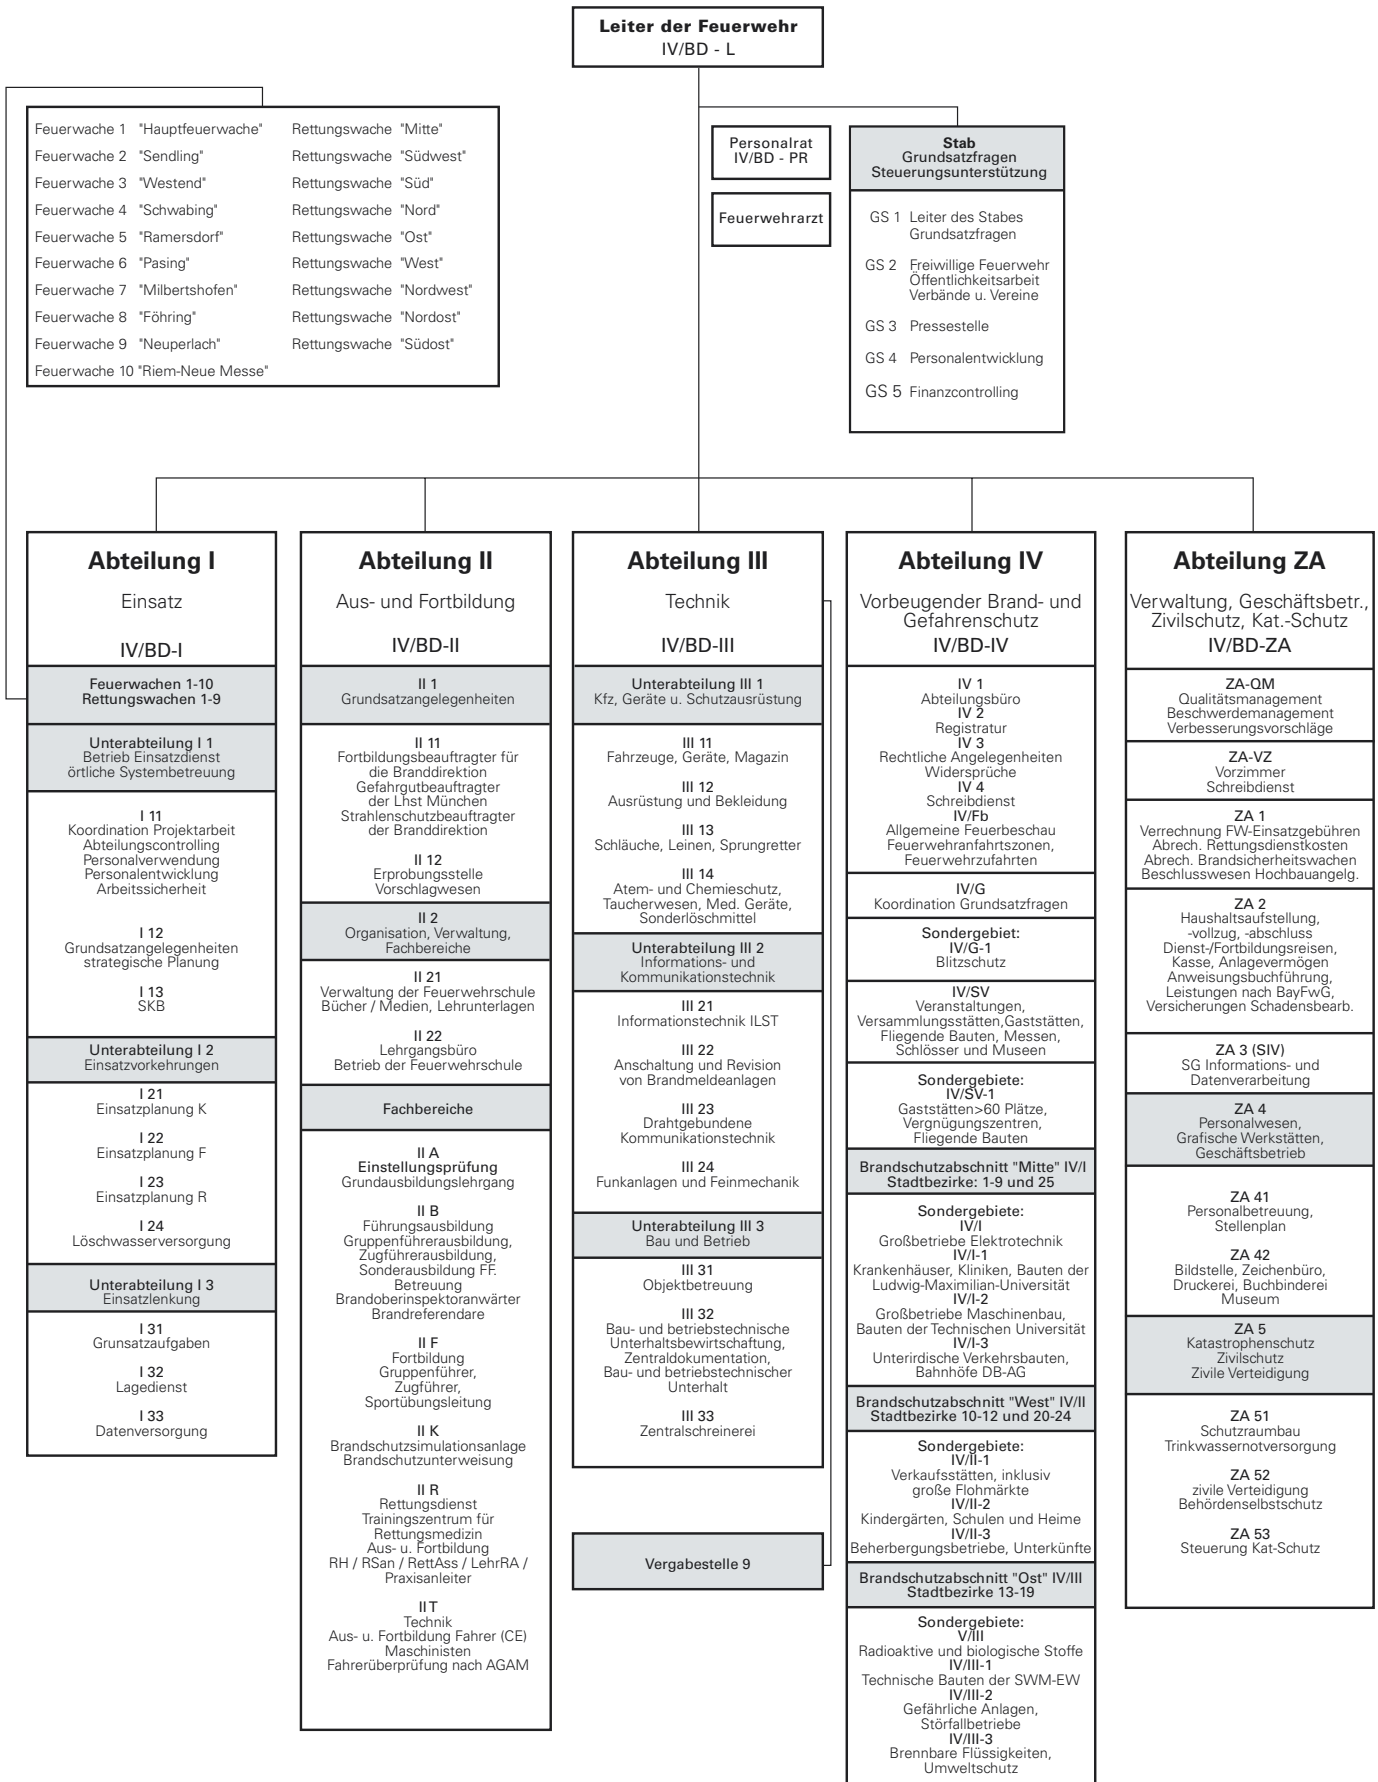 Leiter der Feuerwehr
IV/BD - L
Feuerwache 1 "Hauptfeuerwache" Rettungswache "Mitte"
Feuerwache 2 "Sendling" Rettungswache "Südwest"
Feuerwache 3 "Westend" Rettungswache "Süd"
Feuerwache 4 "Schwabing" Rettungswache "Nord"
Feuerwache 5 "Ramersdorf" Rettungswache "Ost"
Feuerwache 6 "Pasing" Rettungswache "West"
Feuerwache 7 "Milbertshofen" Rettungswache "Nordwest"
Feuerwache 8 "Föhring" Rettungswache "Nordost"
Feuerwache 9 "Neuperlach" Rettungswache "Südost"
Feuerwache 10 "Riem-Neue Messe"
Personalrat
IV/BD - PR
Feuerwehrarzt
Stab
Grundsatzfragen
Steuerungsunterstützung
GS 1 Leiter des Stabes
Grundsatzfragen
GS 2 Freiwillige Feuerwehr
Öffentlichkeitsarbeit
Verbände u. Vereine
GS 3 Pressestelle
GS 4 Personalentwicklung
GS 5 Finanzcontrolling
Abteilung I
Einsatz
IV/BD-I
Feuerwachen 1-10
Rettungswachen 1-9
Unterabteilung I 1
Betrieb Einsatzdienst
örtliche Systembetreuung
I 11
Koordination Projektarbeit
Abteilungscontrolling
Personalverwendung
Personalentwicklung
Arbeitssicherheit
I 12
Grundsatzangelegenheiten
strategische Planung
I 13
SKB
Unterabteilung I 2
Einsatzvorkehrungen
I 21
Einsatzplanung K
I 22
Einsatzplanung F
I 23
Einsatzplanung R
I 24
Löschwasserversorgung
Unterabteilung I 3
Einsatzlenkung
I 31
Grunsatzaufgaben
I 32
Lagedienst
I 33
Datenversorgung
Abteilung II
Aus- und Fortbildung
IV/BD-II
II 1
Grundsatzangelegenheiten
II 11
Fortbildungsbeauftragter für
die Branddirektion
Gefahrgutbeauftragter
der Lhst München
Strahlenschutzbeauftragter
der Branddirektion
II 12
Erprobungsstelle
Vorschlagwesen
II 2
Organisation, Verwaltung,
Fachbereiche
II 21
Verwaltung der Feuerwehrschule
Bücher / Medien, Lehrunterlagen
II 22
Lehrgangsbüro
Betrieb der Feuerwehrschule
Fachbereiche
II A
Einstellungsprüfung
Grundausbildungslehrgang
II B
Führungsausbildung
Gruppenführerausbildung,
Zugführerausbildung,
Sonderausbildung FF.
Betreuung
Brandoberinspektoranwärter
Brandreferendare
II F
Fortbildung
Gruppenführer,
Zugführer,
Sportübungsleitung
II K
Brandschutzsimulationsanlage
Brandschutzunterweisung
II R
Rettungsdienst
Trainingszentrum für
Rettungsmedizin
Aus- u. Fortbildung
RH / RSan / RettAss / LehrRA /
Praxisanleiter
II T
Technik
Aus- u. Fortbildung Fahrer (CE)
Maschinisten
Fahrerüberprüfung nach AGAM
Abteilung III
Technik
IV/BD-III
Unterabteilung III 1
Kfz, Geräte u. Schutzausrüstung
III 11
Fahrzeuge, Geräte, Magazin
III 12
Ausrüstung und Bekleidung
III 13
Schläuche, Leinen, Sprungretter
III 14
Atem- und Chemieschutz,
Taucherwesen, Med. Geräte,
Sonderlöschmittel
Unterabteilung III 2
Informations- und
Kommunikationstechnik
III 21
Informationstechnik ILST
III 22
Anschaltung und Revision
von Brandmeldeanlagen
III 23
Drahtgebundene
Kommunikationstechnik
III 24
Funkanlagen und Feinmechanik
Unterabteilung III 3
Bau und Betrieb
III 31
Objektbetreuung
III 32
Bau- und betriebstechnische
Unterhaltsbewirtschaftung,
Zentraldokumentation,
Bau- und betriebstechnischer
Unterhalt
III 33
Zentralschreinerei
Vergabestelle 9
Abteilung IV
Vorbeugender Brand- und
Gefahrenschutz
IV/BD-IV
IV 1
Abteilungsbüro
IV 2
Registratur
IV 3
Rechtliche Angelegenheiten
Widersprüche
IV 4
Schreibdienst
IV/Fb
Allgemeine Feuerbeschau
Feuerwehranfahrtszonen,
Feuerwehrzufahrten
IV/G
Koordination Grundsatzfragen
Sondergebiet:
IV/G-1
Blitzschutz
IV/SV
Veranstaltungen,
Versammlungsstätten,Gaststätten,
Fliegende Bauten, Messen,
Schlösser und Museen
Sondergebiete:
IV/SV-1
Gaststätten>60 Plätze,
Vergnügungszentren,
Fliegende Bauten
Brandschutzabschnitt "Mitte" IV/I
Stadtbezirke: 1-9 und 25
Sondergebiete:
IV/I
Großbetriebe Elektrotechnik
IV/I-1
Krankenhäuser, Kliniken, Bauten der
Ludwig-Maximilian-Universität
IV/I-2
Großbetriebe Maschinenbau,
Bauten der Technischen Universität
IV/I-3
Unterirdische Verkehrsbauten,
Bahnhöfe DB-AG
Brandschutzabschnitt "West" IV/II
Stadtbezirke 10-12 und 20-24
Sondergebiete:
IV/II-1
Verkaufstätten, inklusiv
große Flohmärkte
IV/II-2
Kindergärten, Schulen und Heime
IV/II-3
Beherbergungsbetriebe, Unterkünfte
Brandschutzabschnitt "Ost" IV/III
Stadtbezirke 13-19
Sondergebiete:
V/III
Radioaktive und biologische Stoffe
IV/III-1
Technische Bauten der SWM-EW
IV/III-2
Gefährliche Anlagen,
Störfallbetriebe
IV/III-3
Brennbare Flüssigkeiten,
Umweltschutz
Abteilung ZA
Verwaltung, Geschäftsbetr.,
Zivilschutz, Kat.-Schutz
IV/BD-ZA
ZA-QM
Qualitätsmanagement
Beschwerdemanagement
Verbesserungsvorschläge
ZA-VZ
Vorzimmer
Schreibdienst
ZA 1
Verrechnung FW-Einsatzgebühren
Abrech. Rettungsdienstkosten
Abrech. Brandsicherheitswachen
Beschlusswesen Hochbauangelg.
ZA 2
Haushaltsaufstellung,
-vollzug, -abschluss
Dienst-/Fortbildungsreisen,
Kasse, Anlagevermögen
Anweisungsbuchführung,
Leistungen nach BayFwG,
Versicherungen Schadensbearb.
ZA 3 (SIV)
SG Informations- und
Datenverarbeitung
ZA 4
Personalwesen,
Grafische Werkstätten,
Geschäftsbetrieb
ZA 41
Personalbetreuung,
Stellenplan
ZA 42
Bildstelle, Zeichenbüro,
Druckerei, Buchbinderei
Museum
ZA 5
Katastrophenschutz
Zivilschutz
Zivile Verteidigung
ZA 51
Schutzraumbau
Trinkwassernotversorgung
ZA 52
zivile Verteidigung
Behördenselbstschutz
ZA 53
Steuerung Kat-Schutz